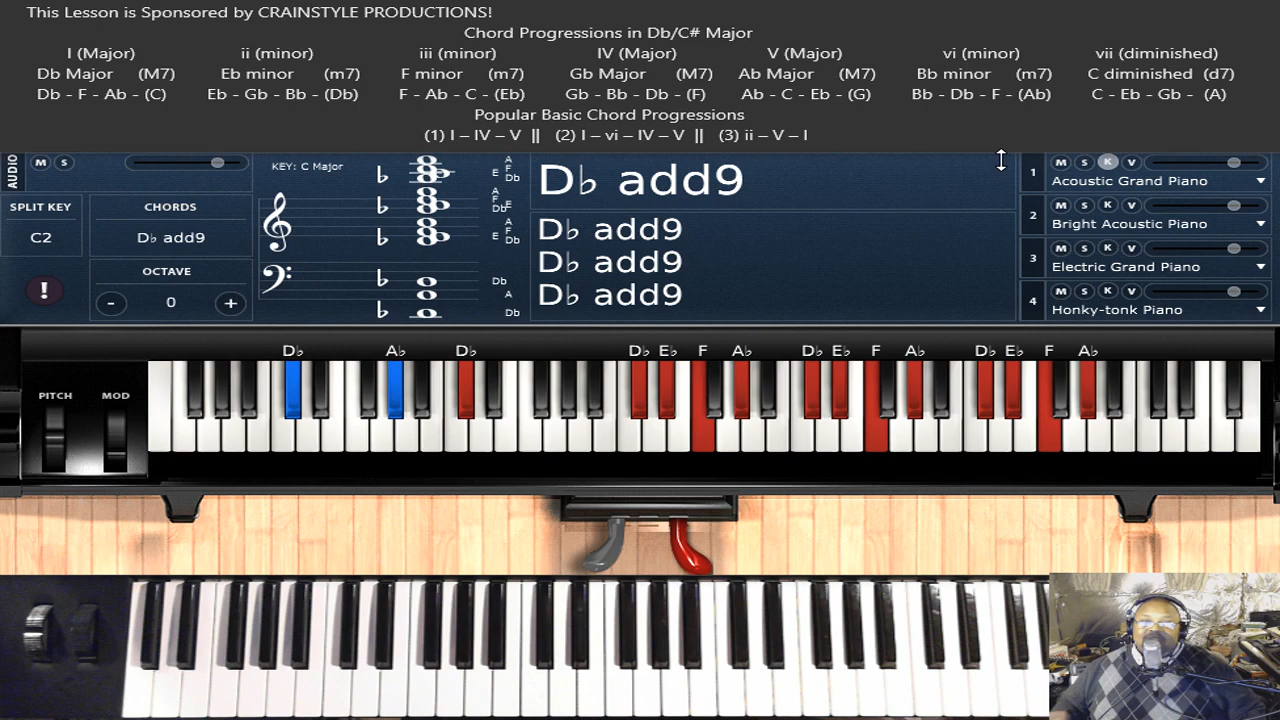 This Lesson is Sponsored by CRAINSTYLE PRODUCTIONS!
Chord Progressions in Db/C# Major
I (Major) ii (minor) iii (minor) IV (Major) V (Major) vi (minor) vii (diminished)
Db Major (M7) Eb minor (m7) F minor (m7) Gb Major (M7) Ab Major (M7) Bb minor (m7) C diminished (d7)
Db - F - Ab - (C) Eb - Gb - Bb - (Db) F - Ab - C - (Eb) Gb - Bb - Db - (F) Ab - C - Eb - (G) Bb - Db - F - (Ab) C - Eb - Gb - (A)
Popular Basic Chord Progressions
(1) I – IV – V || (2) I – vi – IV – V || (3) ii – V – I
AUDIO
M S
SPLIT KEY
C2
CHORDS
D♭ add9
OCTAVE
- 0 +
!
KEY: C Major
A
F
E Db
A
F
E
Db
A
F
E Db
Db
A
Db
D♭ add9
D♭ add9
D♭ add9
D♭ add9
1 M S K V
Acoustic Grand Piano
2 M S K V
Bright Acoustic Piano
3 M S K V
Electric Grand Piano
4 M S K V
Honky-tonk Piano
D♭ A♭ D♭ D♭ E♭ F A♭ D♭ E♭ F A♭ D♭ E♭ F A♭
PITCH MOD